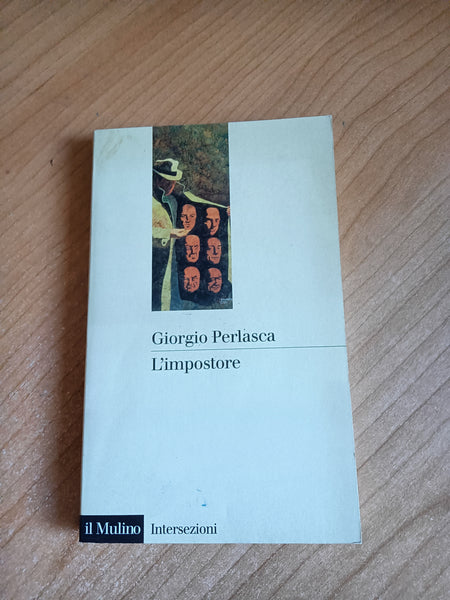 Giorgio Perlasca
L'impostore
il Mulino Intersezioni